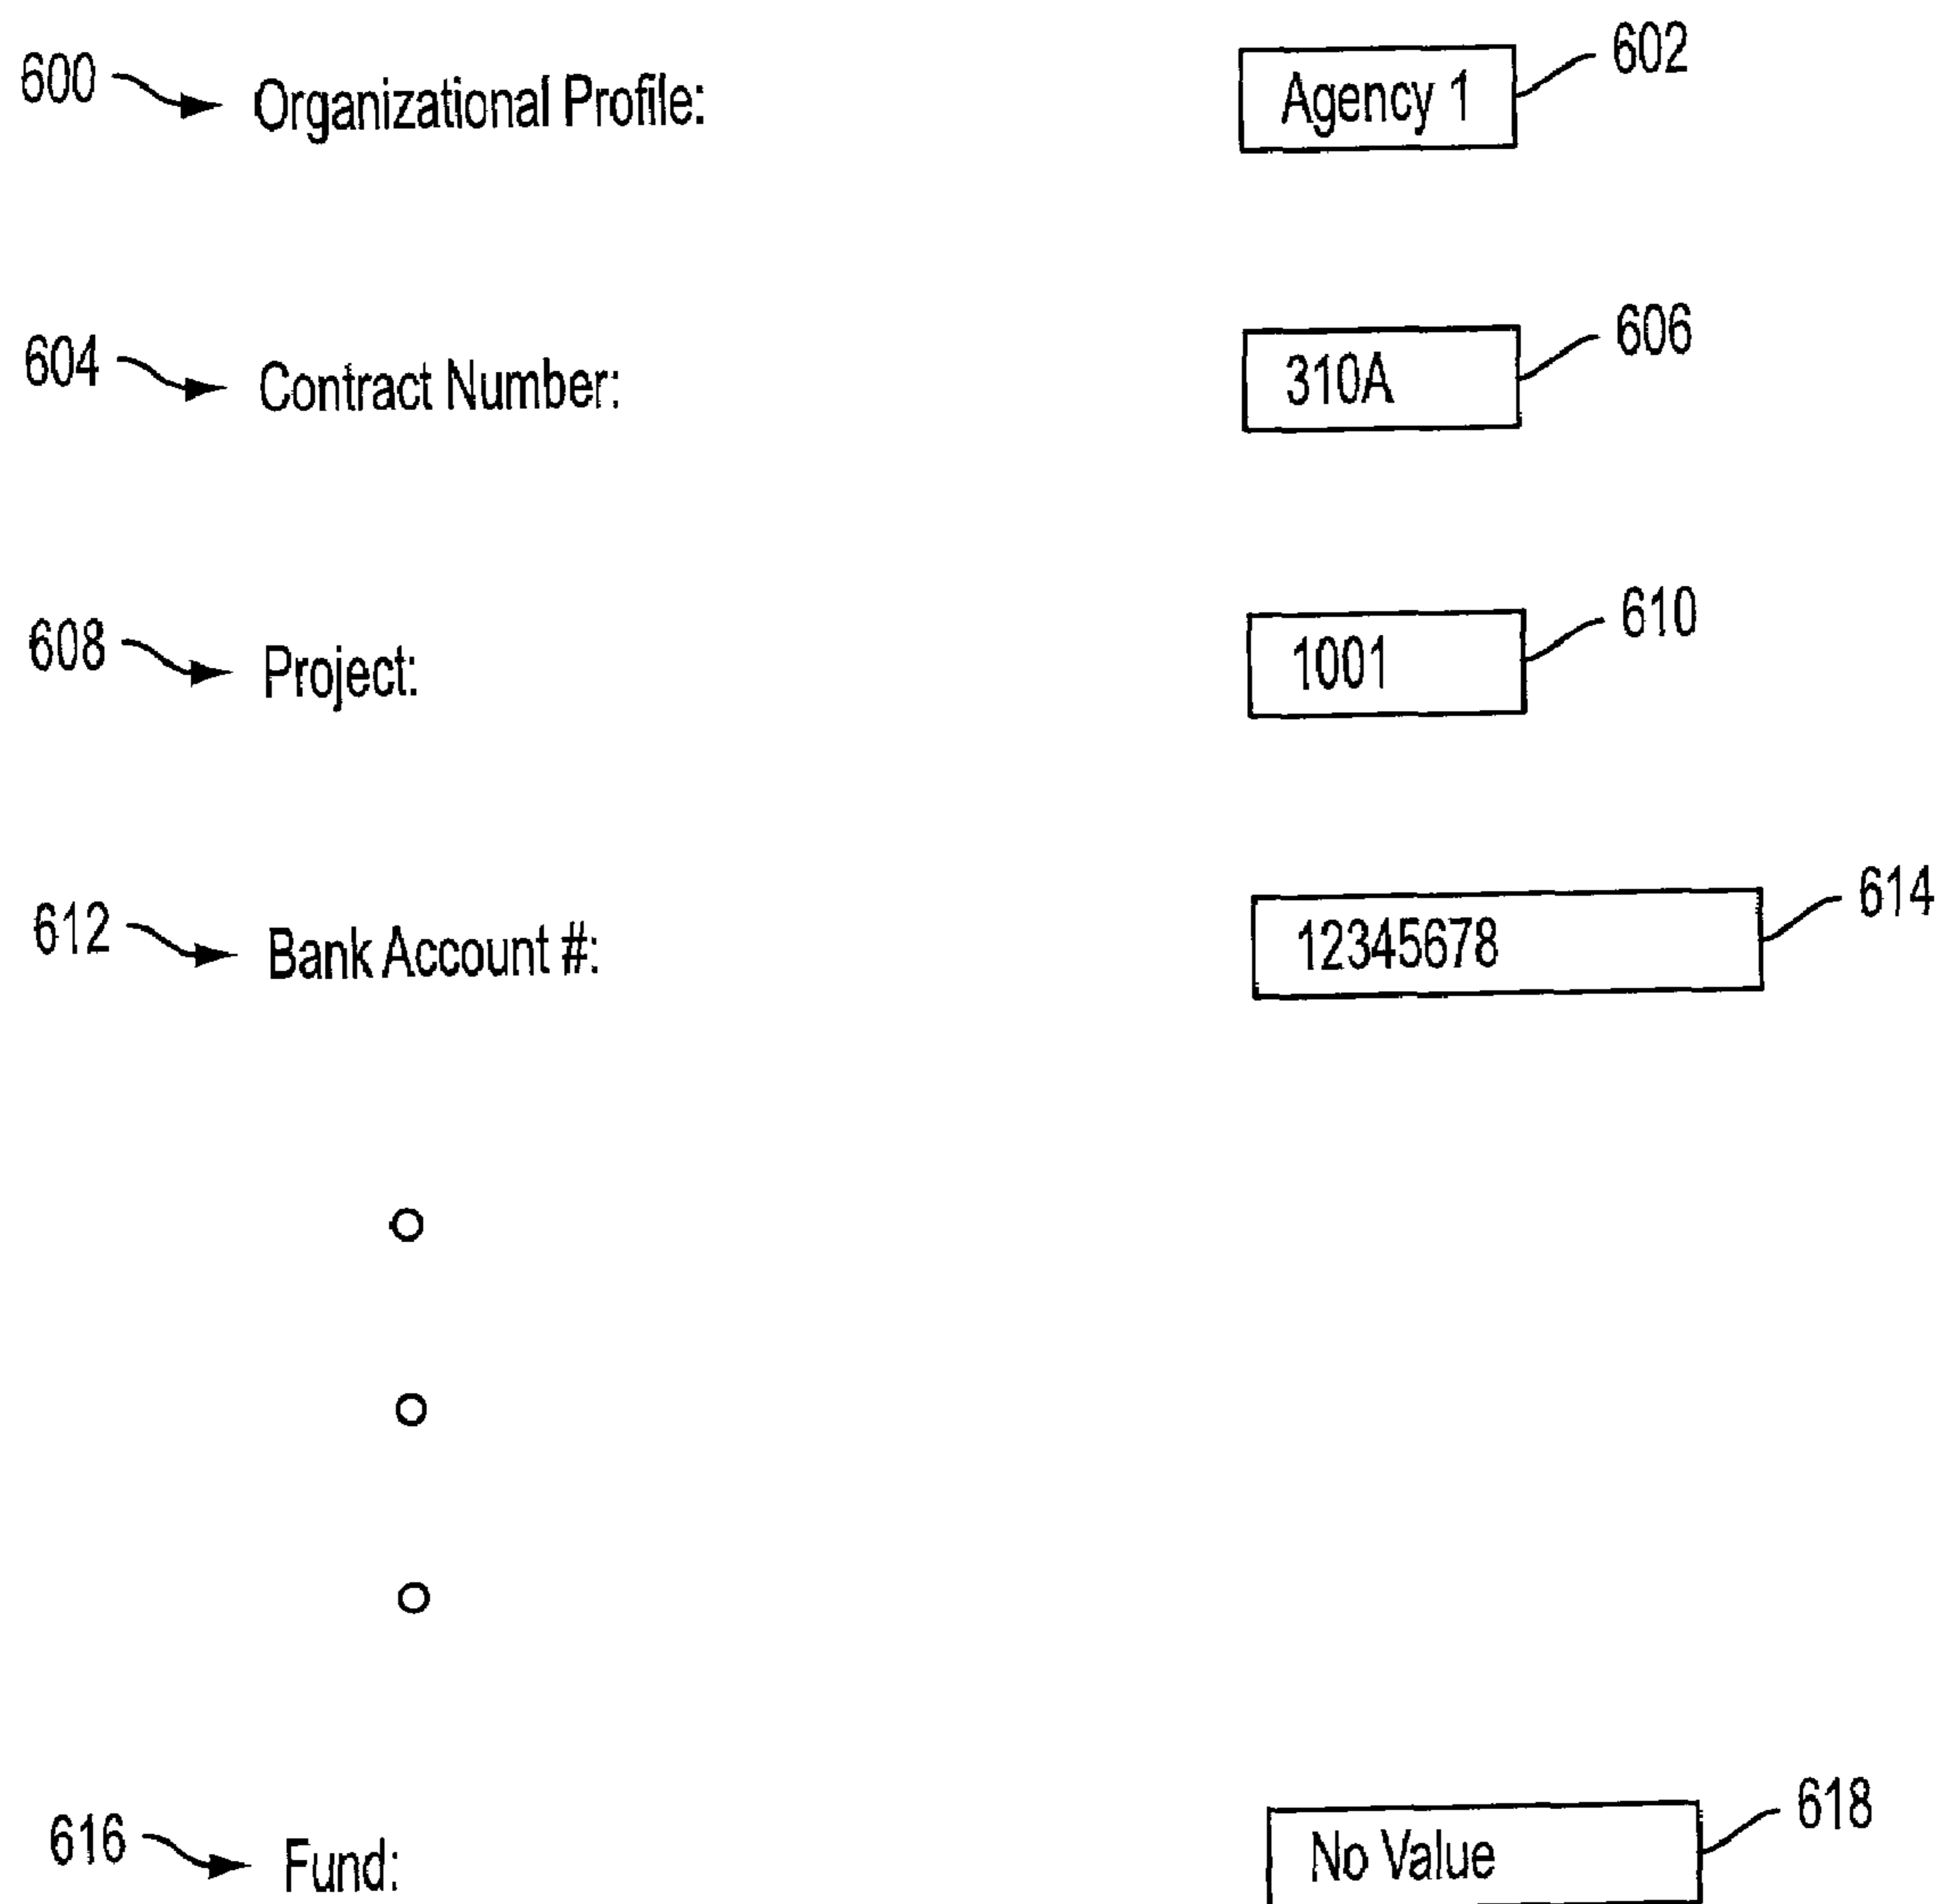 600 Organizational Profile: Agency 1 602
604 Contract Number: 310A 606
608 Project: 1001 610
612 Bank Account #: 12345678 614
616 Fund: No Value 618